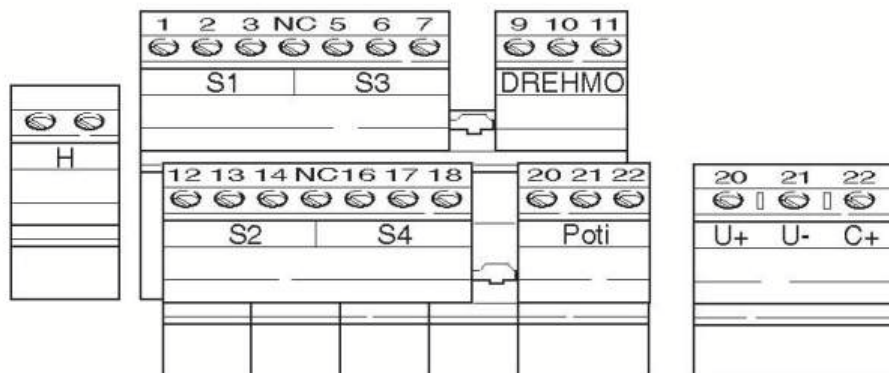 1 2 3 NC 5 6 7
9 10 11
S1 S3
DREHMO
H
12 13 14 NC 16 17 18
20 21 22
20 21 22
S2 S4
Poti
U+ U- C+